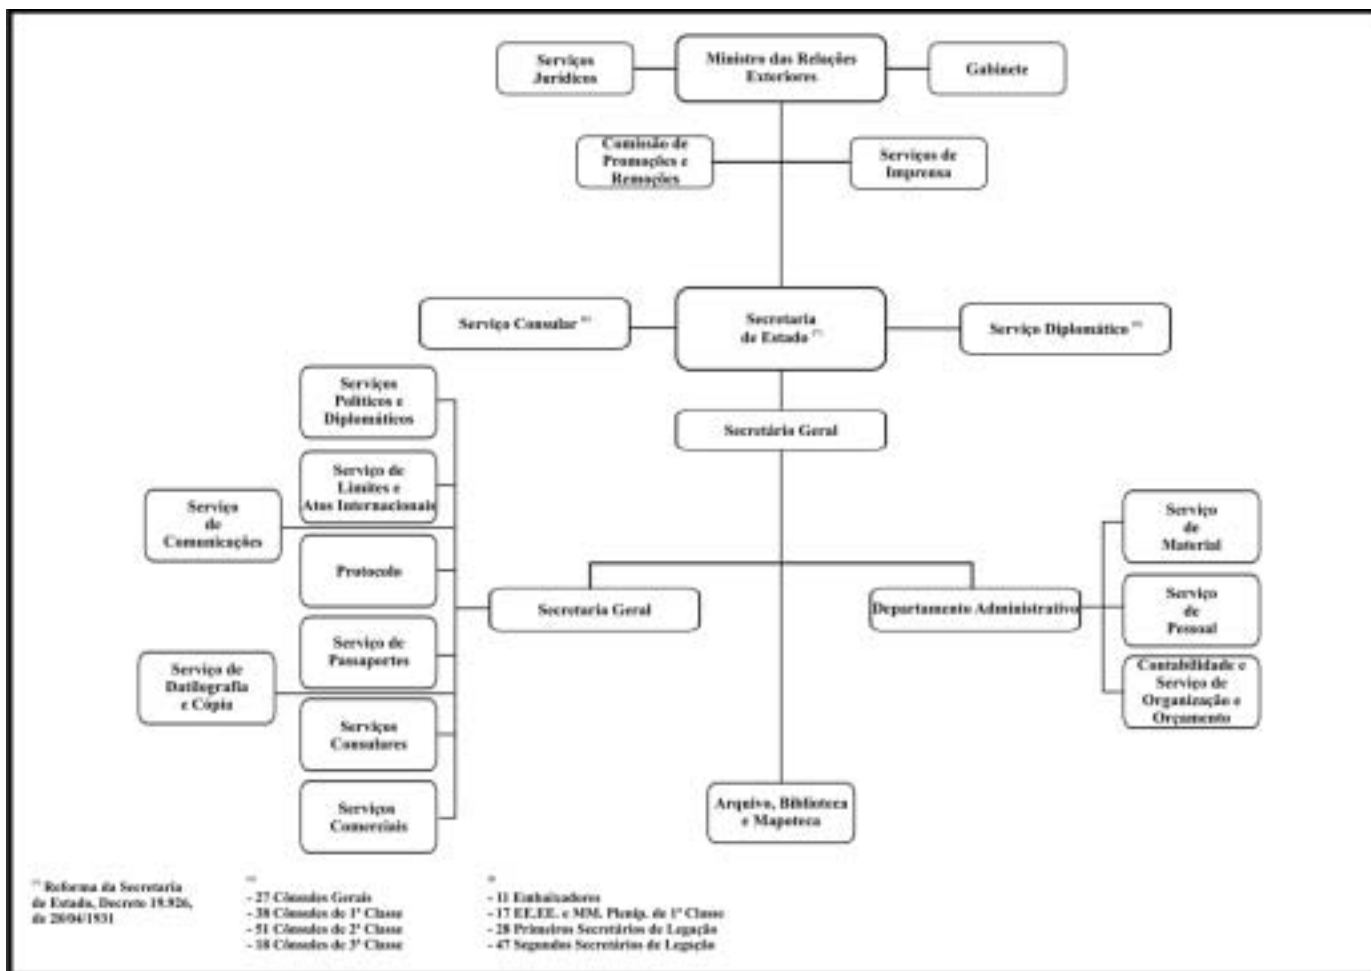 Serviços
Jurídicos
Ministro das Relações
Exteriores
Gabinete
Comissão de
Promoções e
Remoções
Serviços de
Imprensa
Serviço Consular
Secretaria
de Estado
Serviço Diplomático
Serviços
Políticos e
Diplomáticos
Secretário Geral
Serviço de
Limites e
Atos Internacionais
Serviço
de
Comunicações
Serviço
de
Material
Protocolo
Secretaria Geral
Departamento Administrativo
Serviço
de
Pessoal
Serviço de
Passaportes
Serviço de
Datilografia
e Cópia
Contabilidade e
Serviço de
Organização e
Orçamento
Serviços
Consulares
Serviços
Comerciais
Arquivo, Biblioteca
e Mapoteca
Reforma da Secretaria
de Estado, Decreto 19.926,
de 28/04/1931
- 27 Cônsules Gerais
- 38 Cônsules de 1ª Classe
- 51 Cônsules de 2ª Classe
- 18 Cônsules de 3ª Classe
- 11 Embaixadores
- 17 EE.EE. e MM. Plenip. de 1ª Classe
- 28 Primeiros Secretários de Legação
- 47 Segundos Secretários de Legação